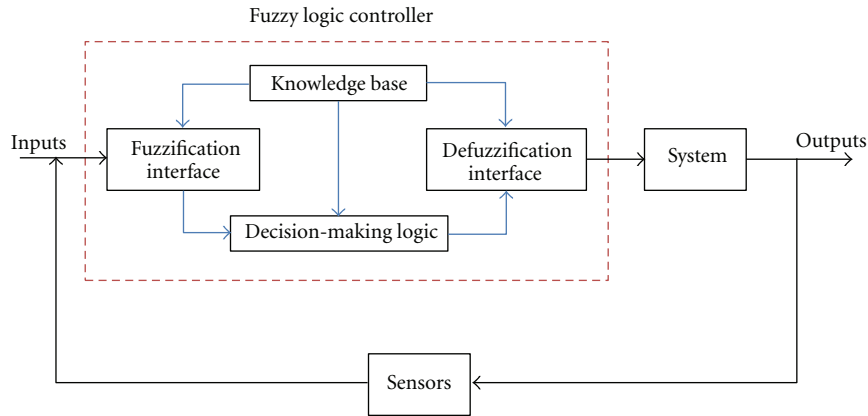 Fuzzy logic controller
Knowledge base
Inputs
Fuzzification
interface
Defuzzification
interface
System
Outputs
Decision-making logic
Sensors